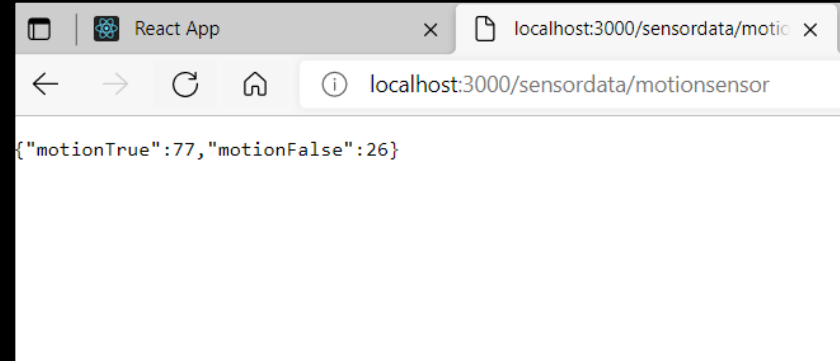 React App
localhost:3000/sensordata/motio
localhost:3000/sensordata/motionsensor
{"motionTrue":77,"motionFalse":26}